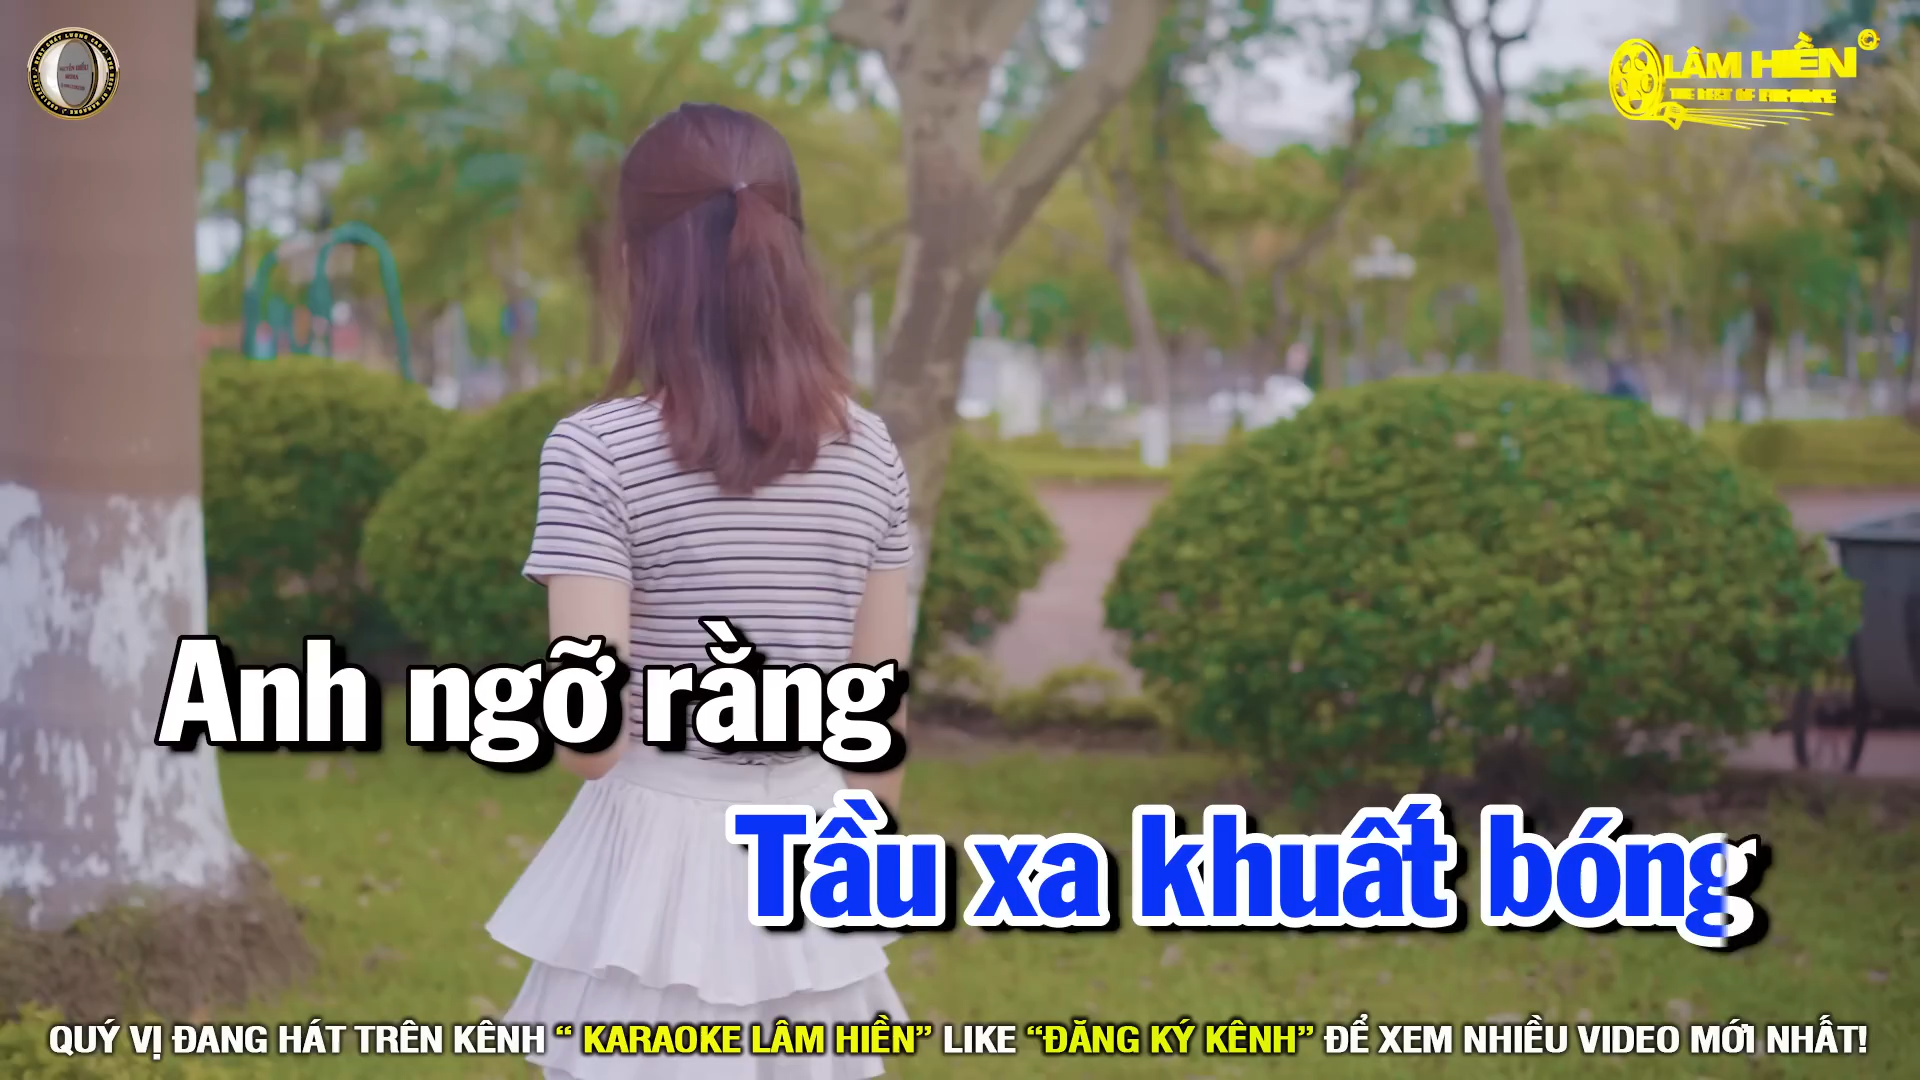 LÂM HIỀN
Anh ngỡ rằng
Tầu xa khuất bóng
QUÝ VỊ ĐANG HÁT TRÊN KÊNH “ KARAOKE LÂM HIỀN” LIKE “ĐĂNG KÝ KÊNH” ĐỂ XEM NHIỀU VIDEO MỚI NHẤT!